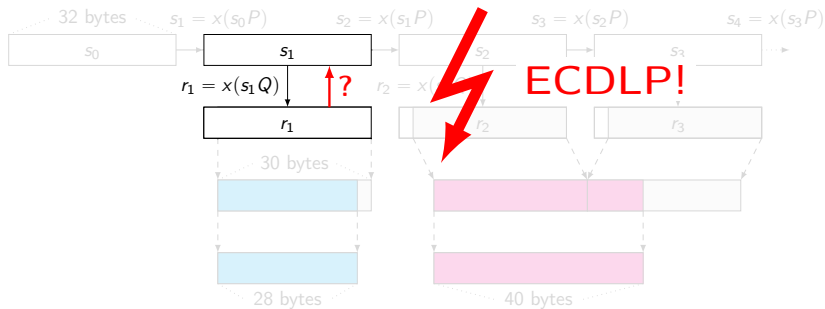 32 bytes
s₁ = x(s₀P)
s₂ = x(s₁P)
s₃ = x(s₂P)
s₄ = x(s₃P)
s₀
s₁
s₂
s₃
r₁ = x(s₁Q)
?
ECDLP!
r₁
r₂
r₃
30 bytes
28 bytes
40 bytes